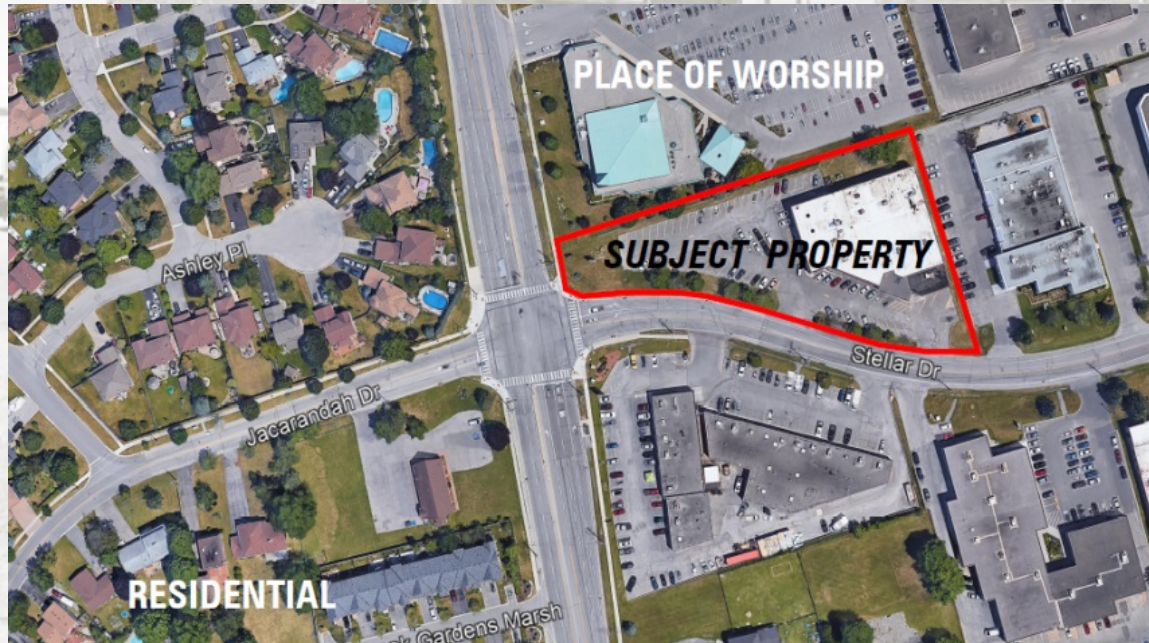 PLACE OF WORSHIP
SUBJECT PROPERTY
Ashley Pl
Stellar Dr
Jacarandah Dr
RESIDENTIAL
Gardens Marsh